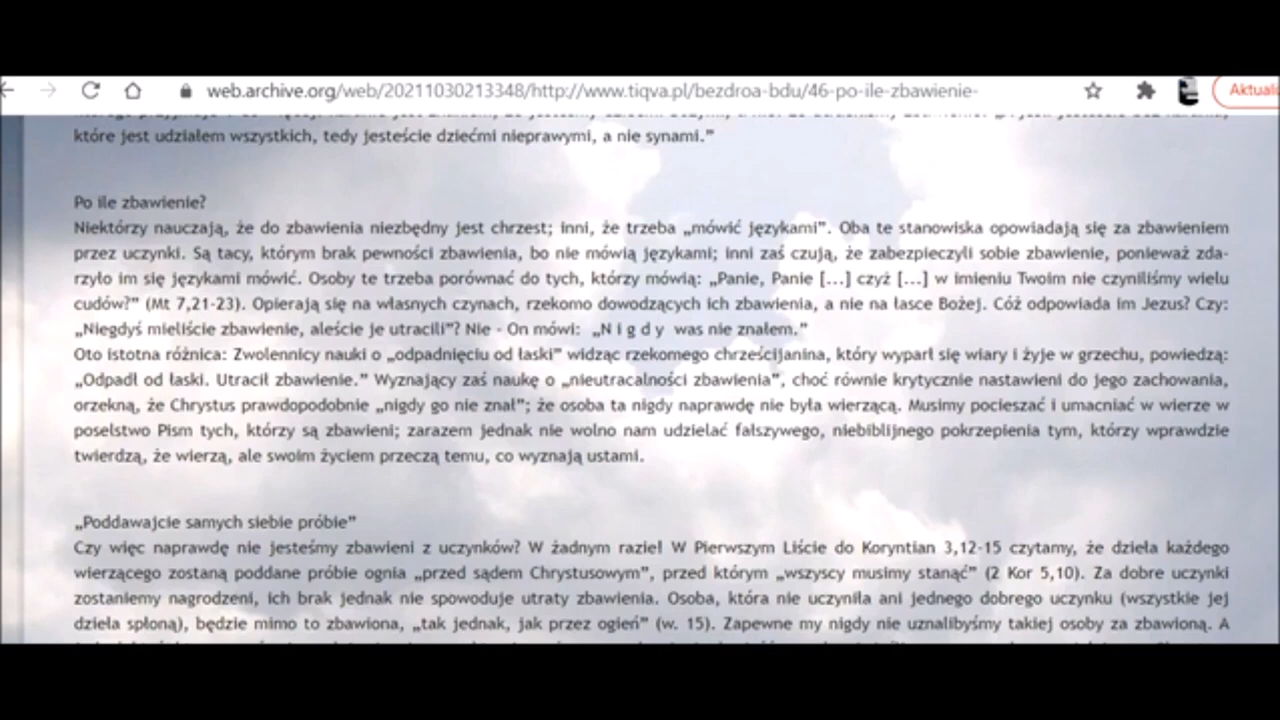 web.archive.org/web/20211030213348/http://www.tiqva.pl/bezdroa-bdu/46-po-ile-zbawienie-
Aktuali
które jest udziałem wszystkich, tedy jesteście dziećmi nieprawymi, a nie synami.”
Po ile zbawienie?
Niektórzy nauczają, że do zbawienia niezbędny jest chrzest; inni, że trzeba „mówić językami”. Oba te stanowiska opowiadają się za zbawieniem
przez uczynki. Są tacy, którym brak pewności zbawienia, bo nie mówią językami; inni zaś czują, że zabezpieczyli sobie zbawienie, ponieważ zda-
rzyło im się językami mówić. Osoby te trzeba porównać do tych, którzy mówią: „Panie, Panie [...] czyż [...] w imieniu Twoim nie czyniliśmy wielu
cudów?” (Mt 7,21-23). Opierają się na własnych czynach, rzekomo dowodzących ich zbawienia, a nie na łasce Bożej. Cóż odpowiada im Jezus? Czy:
„Niegdyś mieliście zbawienie, aleście je utracili”? Nie - On mówi: „N i g d y was nie znałem.”
Oto istotna różnica: Zwolennicy nauki o „odpadnięciu od łaski” widząc rzekomego chrześcijanina, który wyparł się wiary i żyje w grzechu, powiedzą:
„Odpadł od łaski. Utracił zbawienie.” Wyznający zaś naukę o „nieutracalności zbawienia”, choć równie krytycznie nastawieni do jego zachowania,
orzekną, że Chrystus prawdopodobnie „nigdy go nie znał”; że osoba ta nigdy naprawdę nie była wierzącą. Musimy pocieszać i umacniać w wierze w
poselstwo Pism tych, którzy są zbawieni; zarazem jednak nie wolno nam udzielać fałszywego, niebiblijnego pokrzepienia tym, którzy wprawdzie
twierdzą, że wierzą, ale swoim życiem przeczą temu, co wyznają ustami.
„Poddawajcie samych siebie próbie”
Czy więc naprawdę nie jesteśmy zbawieni z uczynków? W żadnym razie! W Pierwszym Liście do Koryntian 3,12-15 czytamy, że dzieła każdego
wierzącego zostaną poddane próbie ognia „przed sądem Chrystusowym”, przed którym „wszyscy musimy stanąć” (2 Kor 5,10). Za dobre uczynki
zostaniemy nagrodzeni, ich brak jednak nie spowoduje utraty zbawienia. Osoba, która nie uczyniła ani jednego dobrego uczynku (wszystkie jej
dzieła spłoną), będzie mimo to zbawiona, „tak jednak, jak przez ogień” (w. 15). Zapewne my nigdy nie uznalibyśmy takiej osoby za zbawioną. A